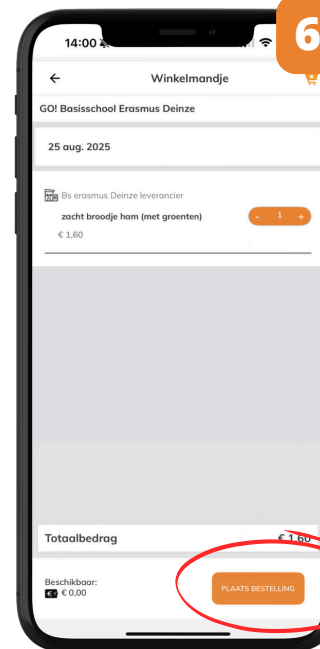 6
14:00
Winkelmandje
GO! Basisschool Erasmus Deinze
25 aug. 2025
Bs erasmus Deinze leverancier
zacht broodje ham (met groenten)
- 1 +
€ 1,60
Totaalbedrag € 1,60
Beschikbaar:
€ 0,00
PLAATS BESTELLING